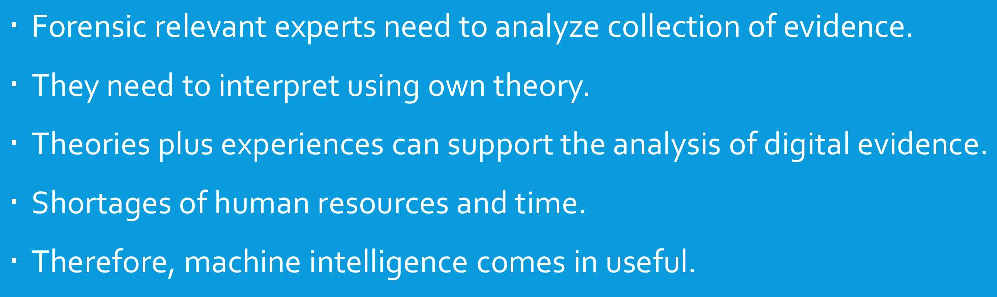 · Forensic relevant experts need to analyze collection of evidence.
· They need to interpret using own theory.
· Theories plus experiences can support the analysis of digital evidence.
· Shortages of human resources and time.
· Therefore, machine intelligence comes in useful.